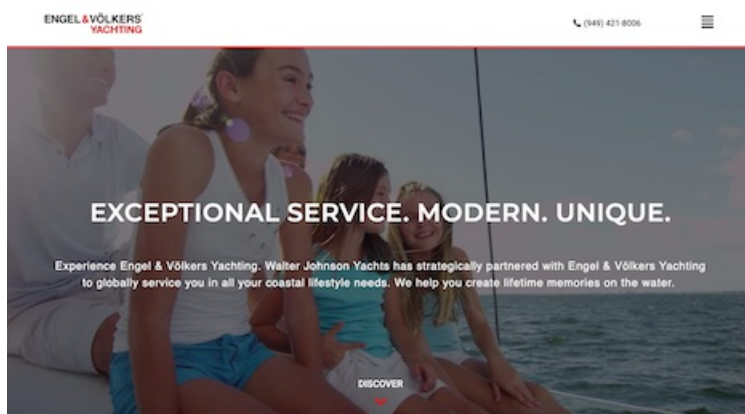 ENGEL&VÖLKERS
YACHTING
(949) 421-8006
EXCEPTIONAL SERVICE. MODERN. UNIQUE.
Experience Engel & Völkers Yachting. Walter Johnson Yachts has strategically partnered with Engel & Völkers Yachting
to globally service you in all your coastal lifestyle needs. We help you create lifetime memories on the water.
DISCOVER